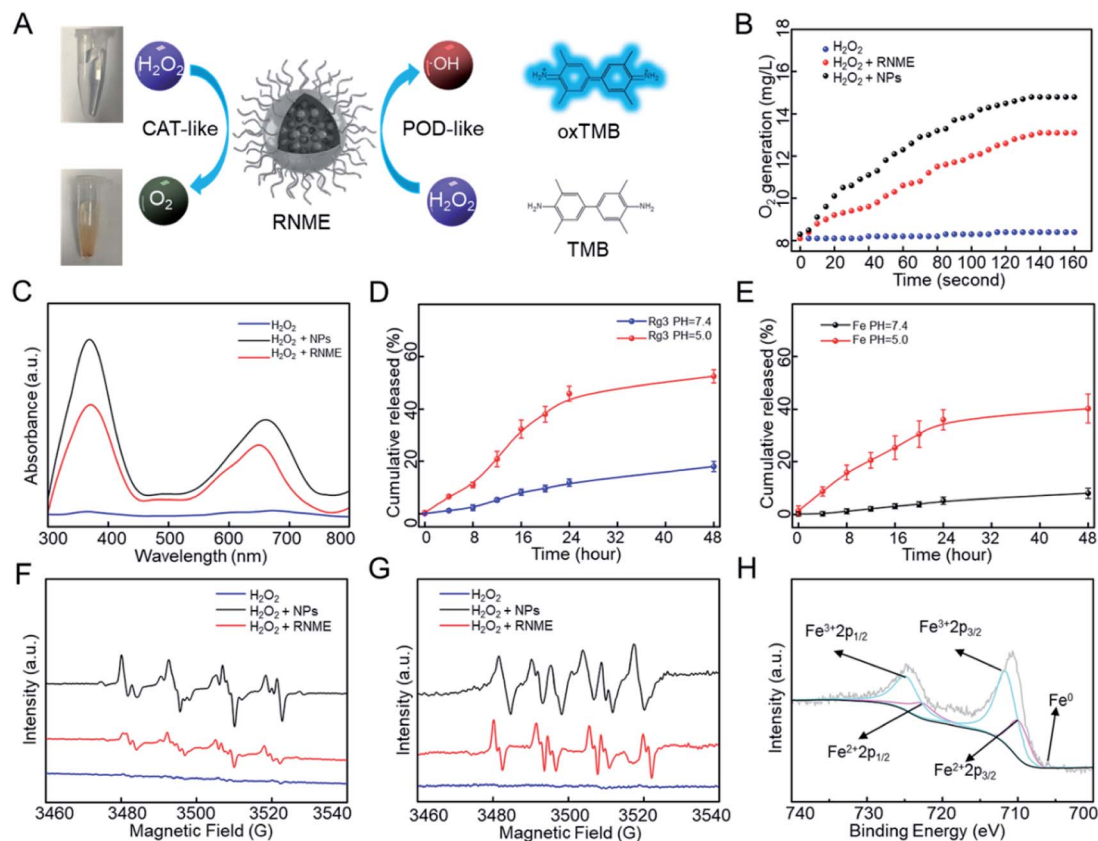 A
H₂O₂
CAT-like
O₂
RNME
·OH
POD-like
H₂O₂
H₂N
NH₂
oxTMB
H₂N
NH₂
TMB
B
H₂O₂
H₂O₂ + RNME
H₂O₂ + NPs
O₂ generation (mg/L)
18
16
14
12
10
8
0 20 40 60 80 100 120 140 160
Time (second)
C
H₂O₂
H₂O₂ + NPs
H₂O₂ + RNME
Absorbance (a.u.)
300 400 500 600 700 800
Wavelength (nm)
D
Rg3 PH=7.4
Rg3 PH=5.0
Cumulative released (%)
60
40
20
0
0 8 16 24 32 40 48
Time (hour)
E
Fe PH=7.4
Fe PH=5.0
Cumulative released (%)
60
40
20
0
0 8 16 24 32 40 48
Time (hour)
F
H₂O₂
H₂O₂ + NPs
H₂O₂ + RNME
Intensity (a.u.)
3460 3480 3500 3520 3540
Magnetic Field (G)
G
H₂O₂
H₂O₂ + NPs
H₂O₂ + RNME
Intensity (a.u.)
3460 3480 3500 3520 3540
Magnetic Field (G)
H
Fe³⁺2p₁/₂
Fe³⁺2p₃/₂
Fe⁰
Fe²⁺2p₁/₂
Fe²⁺2p₃/₂
Intensity (a.u.)
740 730 720 710 700
Binding Energy (eV)